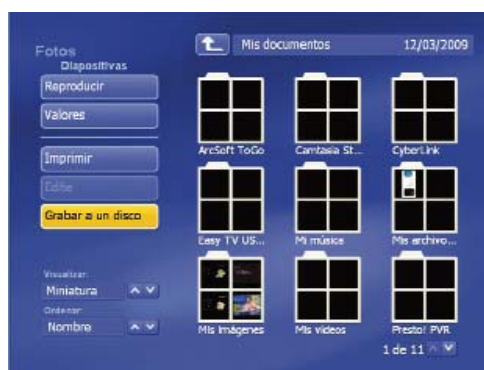 Fotos
Diapositivas
Reproducir
Valores
Imprimir
Edite
Grabar a un disco
Visualizar:
Miniatura
Ordenar:
Nombre
Mis documentos 12/03/2009
ArcSoft ToGo Camtasia St... CyberLink
Easy TV US... Mi música Mis archivo...
Mis imágenes Mis vídeos Presto! PVR
1 de 11